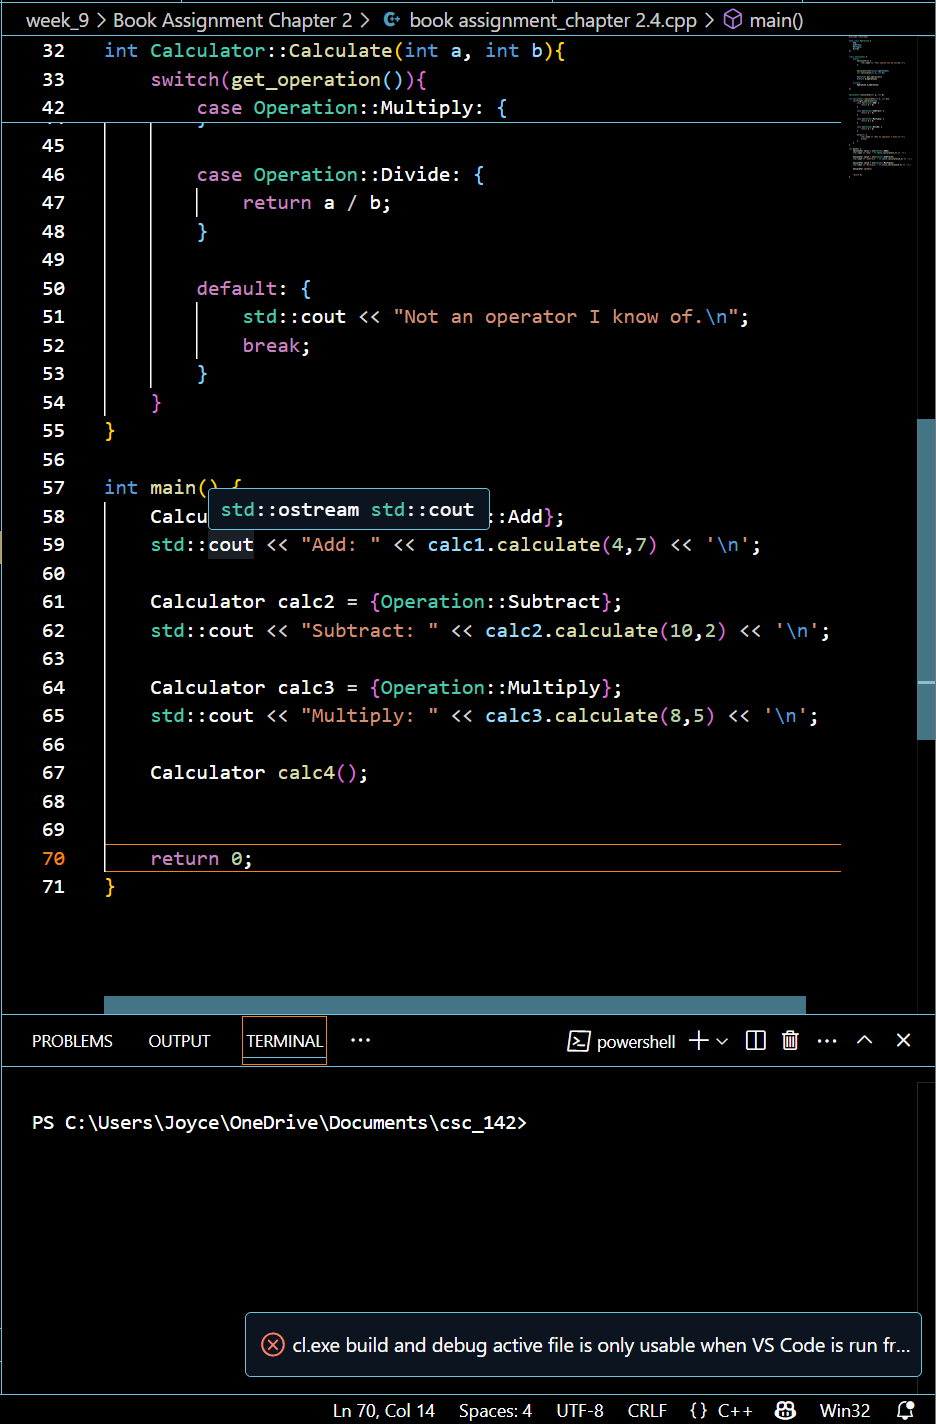 week_9 > Book Assignment Chapter 2 > book assignment_chapter 2.4.cpp > main()
32 int Calculator::Calculate(int a, int b){
33 switch(get_operation()){
42 case Operation::Multiply: {
45
46 case Operation::Divide: {
47 return a / b;
48 }
49
50 default: {
51 std::cout << "Not an operator I know of.\n";
52 break;
53 }
54 }
55 }
56
57 int main() {
std::ostream std::cout
58 Calcu ::Add};
59 std::cout << "Add: " << calc1.calculate(4,7) << '\n';
60
61 Calculator calc2 = {Operation::Subtract};
62 std::cout << "Subtract: " << calc2.calculate(10,2) << '\n';
63
64 Calculator calc3 = {Operation::Multiply};
65 std::cout << "Multiply: " << calc3.calculate(8,5) << '\n';
66
67 Calculator calc4();
68
69
70 return 0;
71 }
PROBLEMS OUTPUT TERMINAL ··· powershell ···
PS C:\Users\Joyce\OneDrive\Documents\csc_142>
cl.exe build and debug active file is only usable when VS Code is run fr...
Ln 70, Col 14 Spaces: 4 UTF-8 CRLF {} C++ Win32